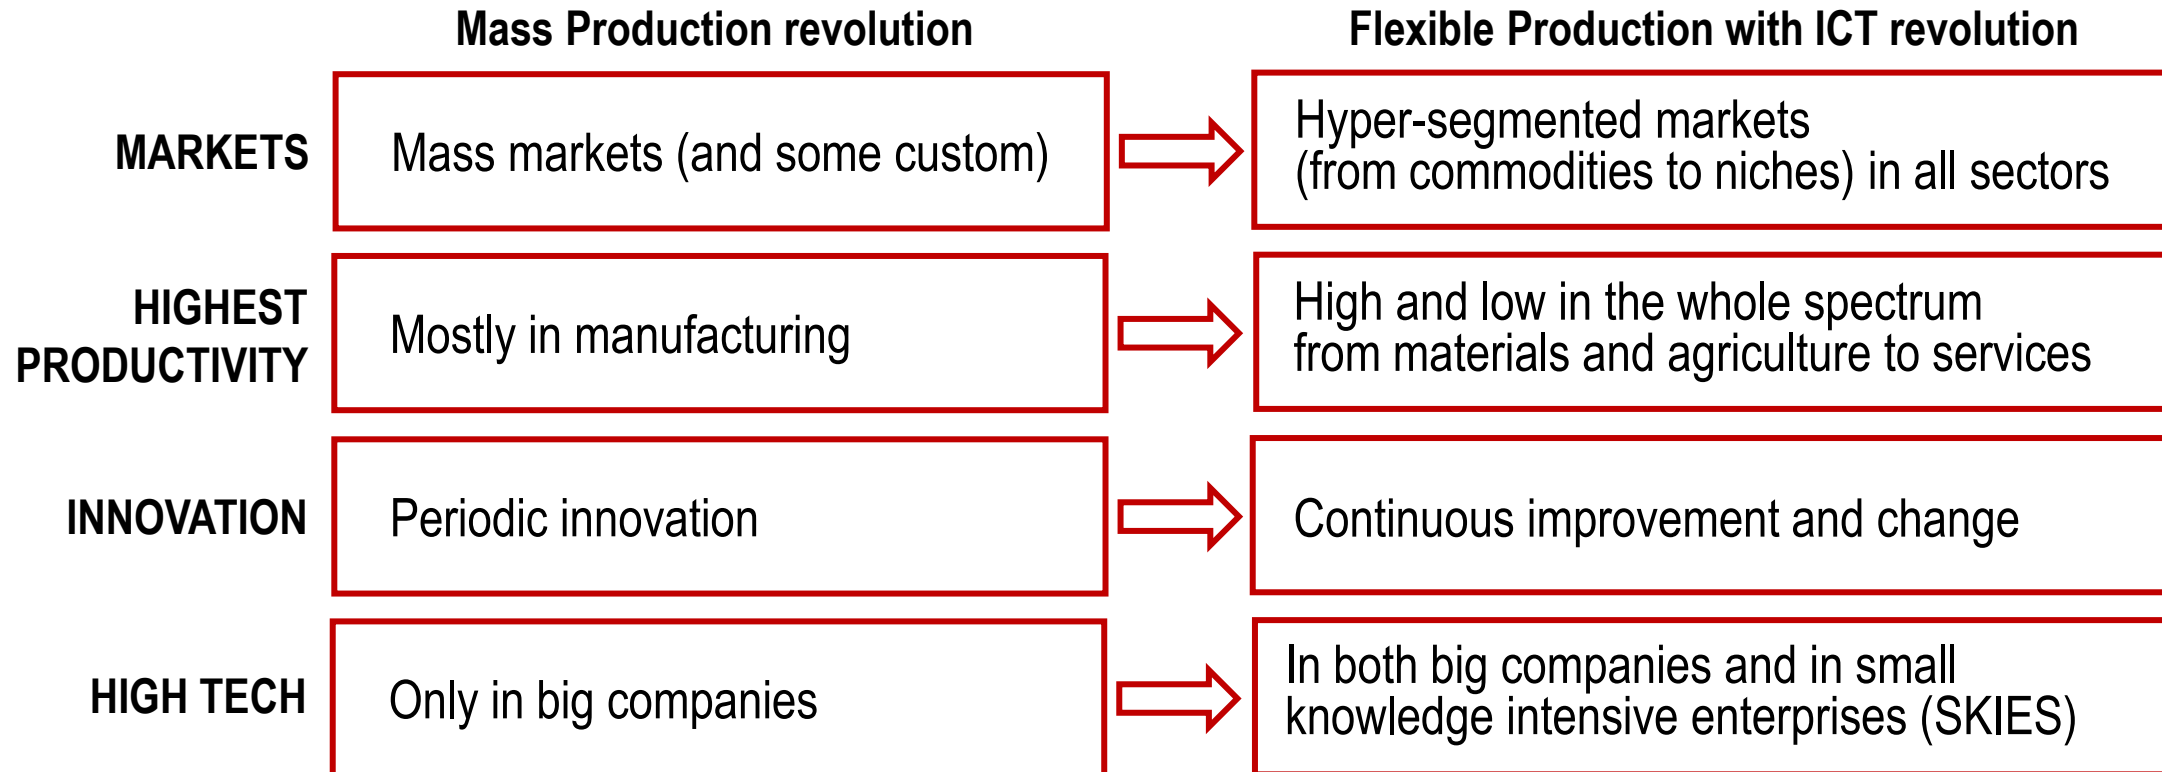 Mass Production revolution
Flexible Production with ICT revolution
MARKETS
Mass markets (and some custom)
Hyper-segmented markets
(from commodities to niches) in all sectors
HIGHEST
PRODUCTIVITY
Mostly in manufacturing
High and low in the whole spectrum
from materials and agriculture to services
INNOVATION
Periodic innovation
Continuous improvement and change
HIGH TECH
Only in big companies
In both big companies and in small
knowledge intensive enterprises (SKIES)